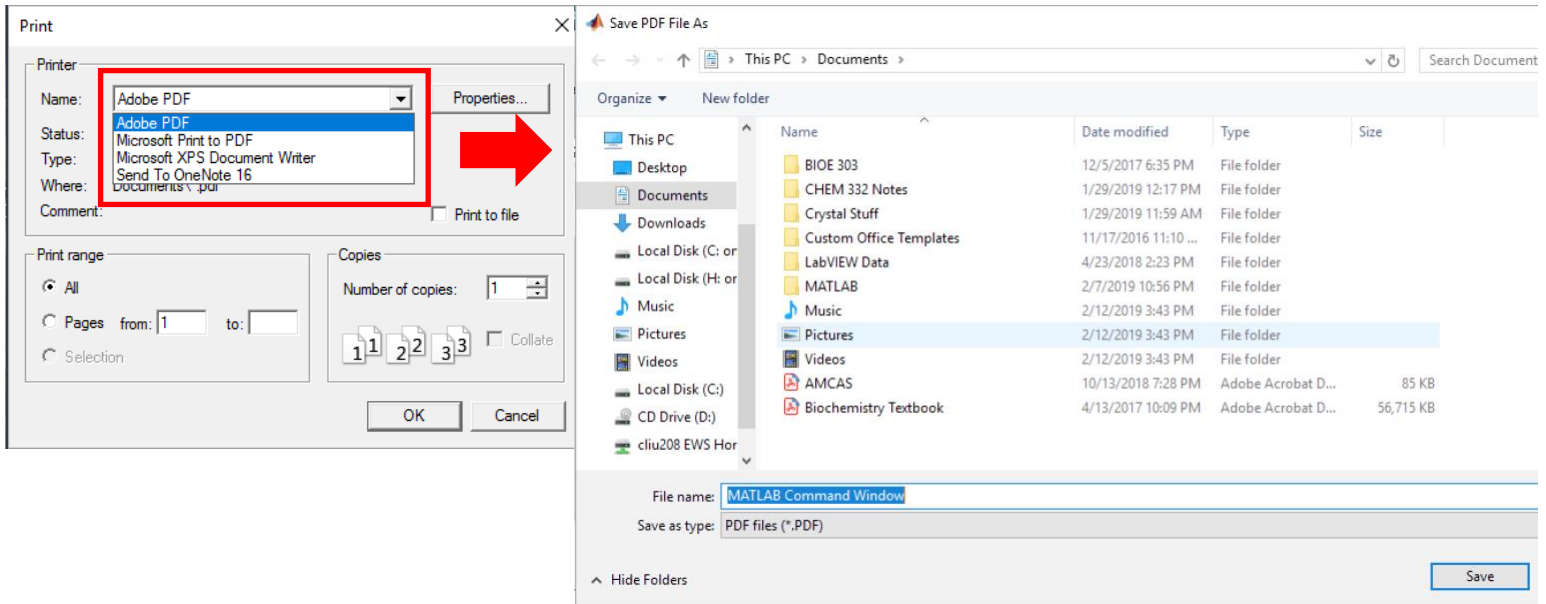 Print
Printer
Name: Adobe PDF Properties...
Adobe PDF
Status: Microsoft Print to PDF
Type: Microsoft XPS Document Writer
Send To OneNote 16
Where: Documents\*.pdf
Comment: Print to file
Print range
All
Pages from: 1 to:
Selection
Copies
Number of copies: 1
1 1 2 2 3 3 Collate
OK Cancel
Save PDF File As
This PC > Documents > Search Document
Organize New folder
This PC
Desktop
Documents
Downloads
Local Disk (C: or
Local Disk (H: or
Music
Pictures
Videos
Local Disk (C:)
CD Drive (D:)
cliu208 EWS Hor
Name Date modified Type Size
BIOE 303 12/5/2017 6:35 PM File folder
CHEM 332 Notes 1/29/2019 12:17 PM File folder
Crystal Stuff 1/29/2019 11:59 AM File folder
Custom Office Templates 11/17/2016 11:10 ... File folder
LabVIEW Data 4/23/2018 2:23 PM File folder
MATLAB 2/7/2019 10:56 PM File folder
Music 2/12/2019 3:43 PM File folder
Pictures 2/12/2019 3:43 PM File folder
Videos 2/12/2019 3:43 PM File folder
AMCAS 10/13/2018 7:28 PM Adobe Acrobat D... 85 KB
Biochemistry Textbook 4/13/2017 10:09 PM Adobe Acrobat D... 56,715 KB
File name: MATLAB Command Window
Save as type: PDF files (*.PDF)
Hide Folders Save